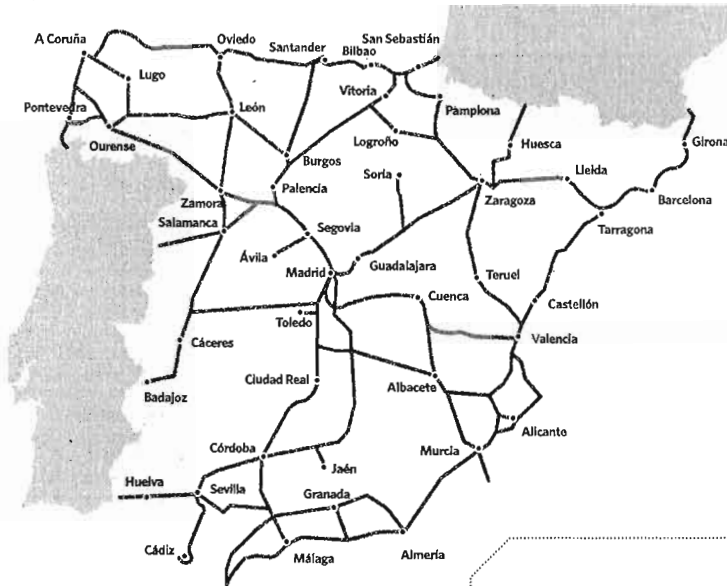 A Coruña
Oviedo
Santander
San Sebastián
Bilbao
Lugo
Vitoria
Pontevedra
León
Pamplona
Ourense
Logroño
Huesca
Girona
Burgos
Soria
Lleida
Palencia
Zamora
Zaragoza
Barcelona
Salamanca
Segovia
Tarragona
Ávila
Madrid
Guadalajara
Teruel
Cuenca
Castellón
Toledo
Cáceres
Valencia
Ciudad Real
Albacete
Badajoz
Alicante
Córdoba
Murcia
Jaén
Huelva
Sevilla
Granada
Cádiz
Málaga
Almería